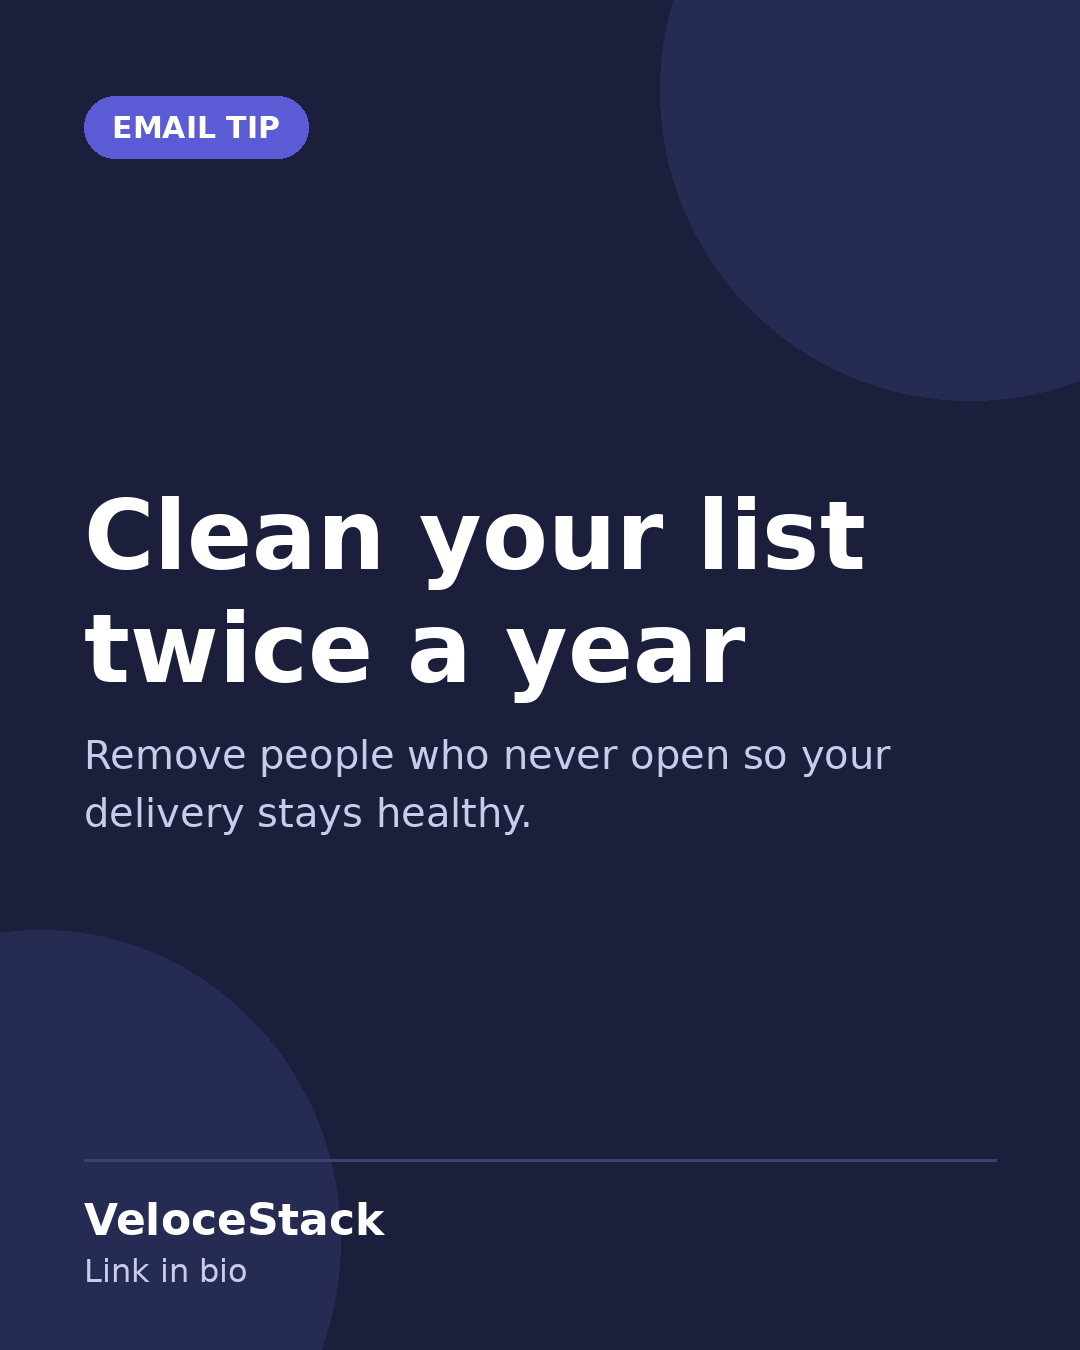 EMAIL TIP
Clean your list
twice a year
Remove people who never open so your
delivery stays healthy.
VeloceStack
Link in bio